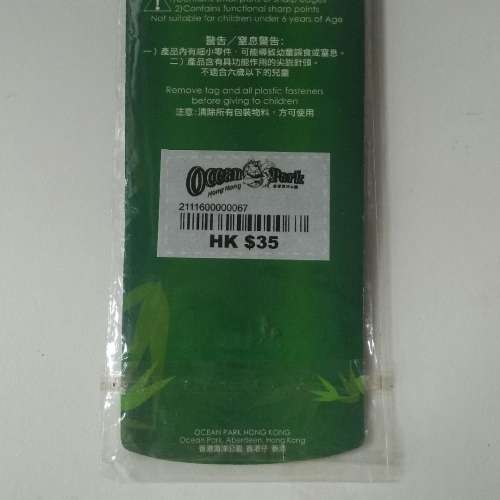 2)Contains functional sharp points
Not suitable for children under 6 years of Age
警告／窒息警告:
一）產品內有細小零件，可能導致幼童誤食或窒息。
二）產品含有具功能作用的尖銳針頭。
不適合六歲以下的兒童
Remove tag and all plastic fasteners
before giving to children
注意:清除所有包裝物料，方可使用
Ocean Park
Hong Kong
2111600000067
HK $35
OCEAN PARK HONG KONG
Ocean Park, Aberdeen, Hong Kong
香港海洋公園 香港仔 香港